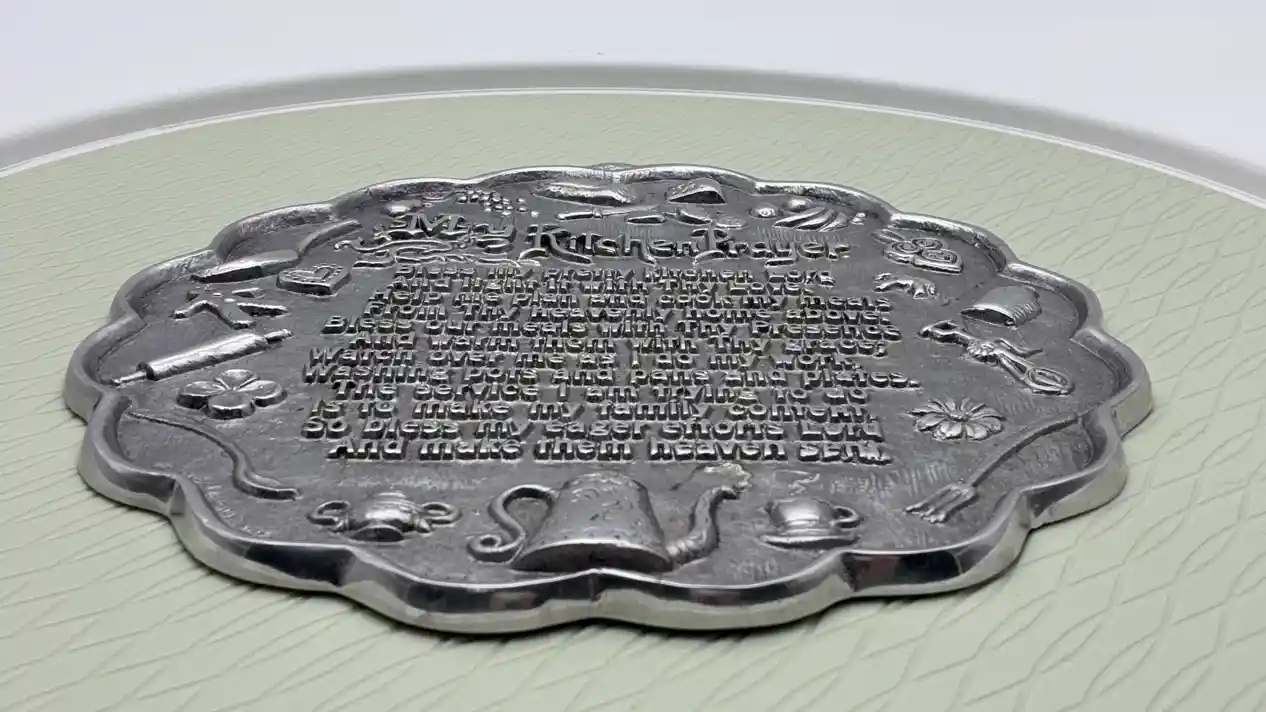 My Kitchen Prayer
Bless my pretty kitchen Lord
And light it with Thy Love
Help me plan and cook my meals
From Thy heavenly home above
Bless our meals with Thy Presence
And warm them with Thy grace;
Watch over me as I do my work,
Washing pots and pans and plates.
The service I am trying to do
Is to make my family content,
So bless my eager efforts Lord
And make them heaven sent.